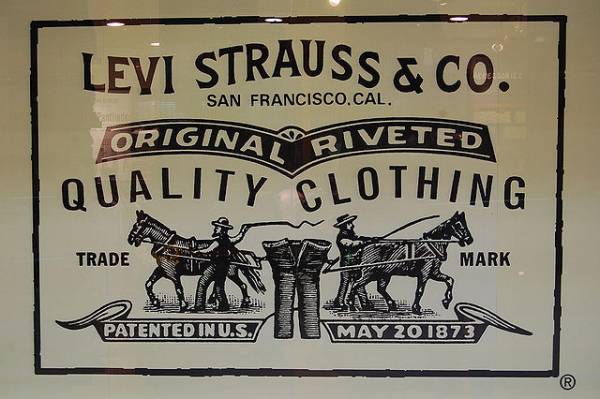 LEVI STRAUSS & CO.
SAN FRANCISCO.CAL.
ORIGINAL RIVETED
QUALITY CLOTHING
TRADE MARK
PATENTED IN U.S. MAY 20 1873
®